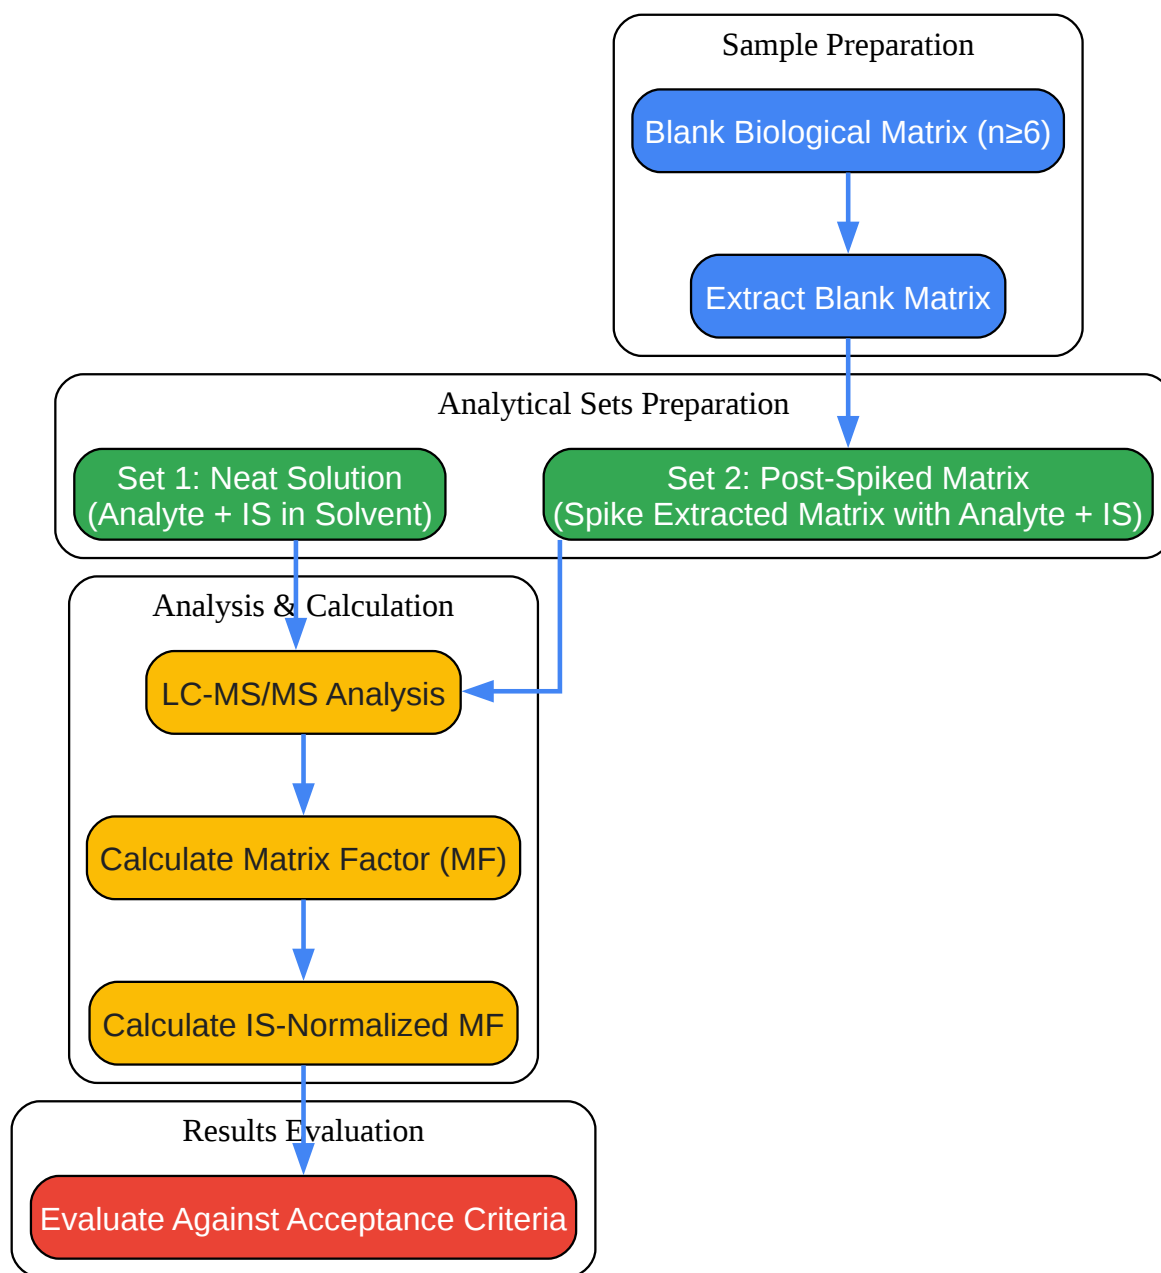 Sample Preparation
Blank Biological Matrix (n≥6)
Extract Blank Matrix
Analytical Sets Preparation
Set 1: Neat Solution
(Analyte + IS in Solvent)
Set 2: Post-Spiked Matrix
(Spike Extracted Matrix with Analyte + IS)
Analysis & Calculation
LC-MS/MS Analysis
Calculate Matrix Factor (MF)
Calculate IS-Normalized MF
Results Evaluation
Evaluate Against Acceptance Criteria